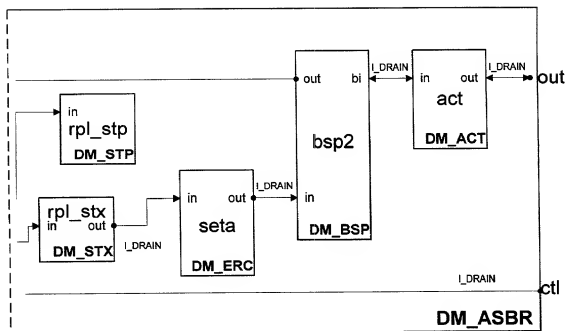 I_DRAIN
I_DRAIN
out bi
in out
out
in
act
rpl_stp
DM_STP
DM_ACT
bsp2
I_DRAIN
in out
in
rpl_stx
in out
seta
DM_BSP
I_DRAIN
DM_STX
DM_ERC
I_DRAIN
ctl
DM_ASBR